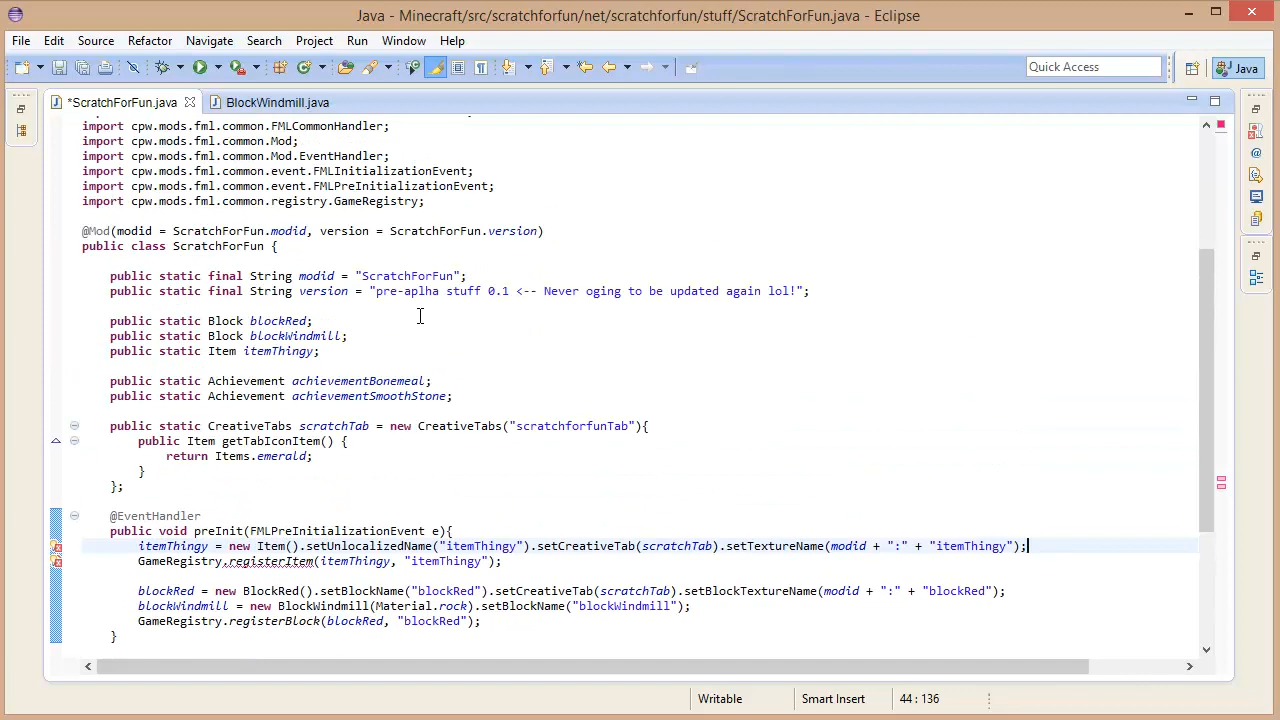 Java - Minecraft/src/scratchforfun/net/scratchforfun/stuff/ScratchForFun.java - Eclipse
File Edit Source Refactor Navigate Search Project Run Window Help
Quick Access
Java
*ScratchForFun.java
BlockWindmill.java
import cpw.mods.fml.common.FMLCommonHandler;
import cpw.mods.fml.common.Mod;
import cpw.mods.fml.common.Mod.EventHandler;
import cpw.mods.fml.common.event.FMLInitializationEvent;
import cpw.mods.fml.common.event.FMLPreInitializationEvent;
import cpw.mods.fml.common.registry.GameRegistry;
@Mod(modid = ScratchForFun.modid, version = ScratchForFun.version)
public class ScratchForFun {
public static final String modid = "ScratchForFun";
public static final String version = "pre-aplha stuff 0.1 <-- Never oging to be updated again lol!";
public static Block blockRed;
public static Block blockWindmill;
public static Item itemThingy;
public static Achievement achievementBonemeal;
public static Achievement achievementSmoothStone;
public static CreativeTabs scratchTab = new CreativeTabs("scratchforfunTab"){
public Item getTabIconItem() {
return Items.emerald;
}
};
@EventHandler
public void preInit(FMLPreInitializationEvent e){
itemThingy = new Item().setUnlocalizedName("itemThingy").setCreativeTab(scratchTab).setTextureName(modid + ":" + "itemThingy");
GameRegistry.registerItem(itemThingy, "itemThingy");
blockRed = new BlockRed().setBlockName("blockRed").setCreativeTab(scratchTab).setBlockTextureName(modid + ":" + "blockRed");
blockWindmill = new BlockWindmill(Material.rock).setBlockName("blockWindmill");
GameRegistry.registerBlock(blockRed, "blockRed");
}
Writable
Smart Insert
44 : 136